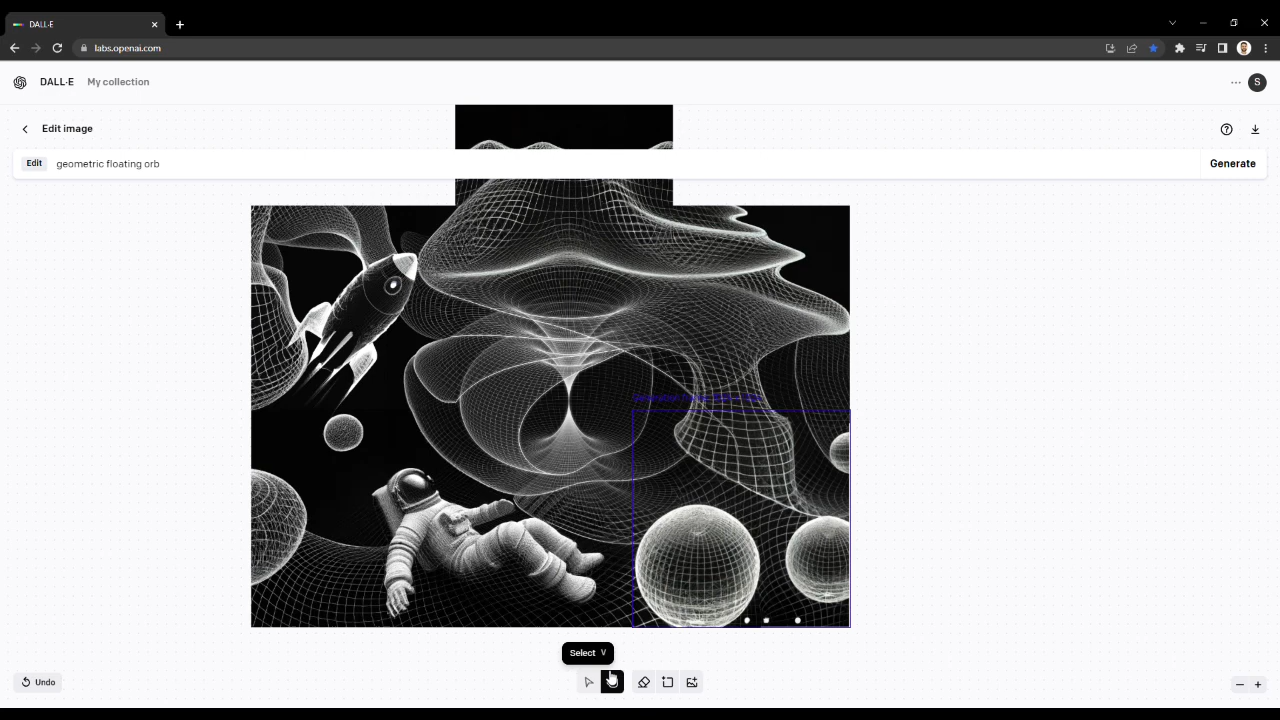 DALL·E
labs.openai.com
DALL·E My collection
S
Edit image
Edit geometric floating orb Generate
Select V
Undo